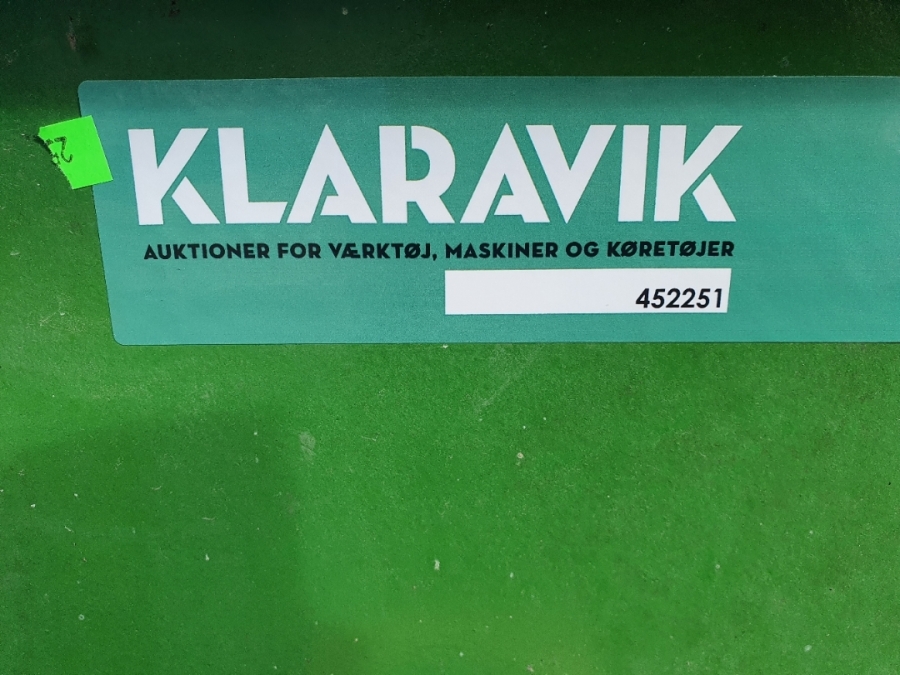 KLARAVIK
AUKTIONER FOR VÆRKTØJ, MASKINER OG KØRETØJER
452251